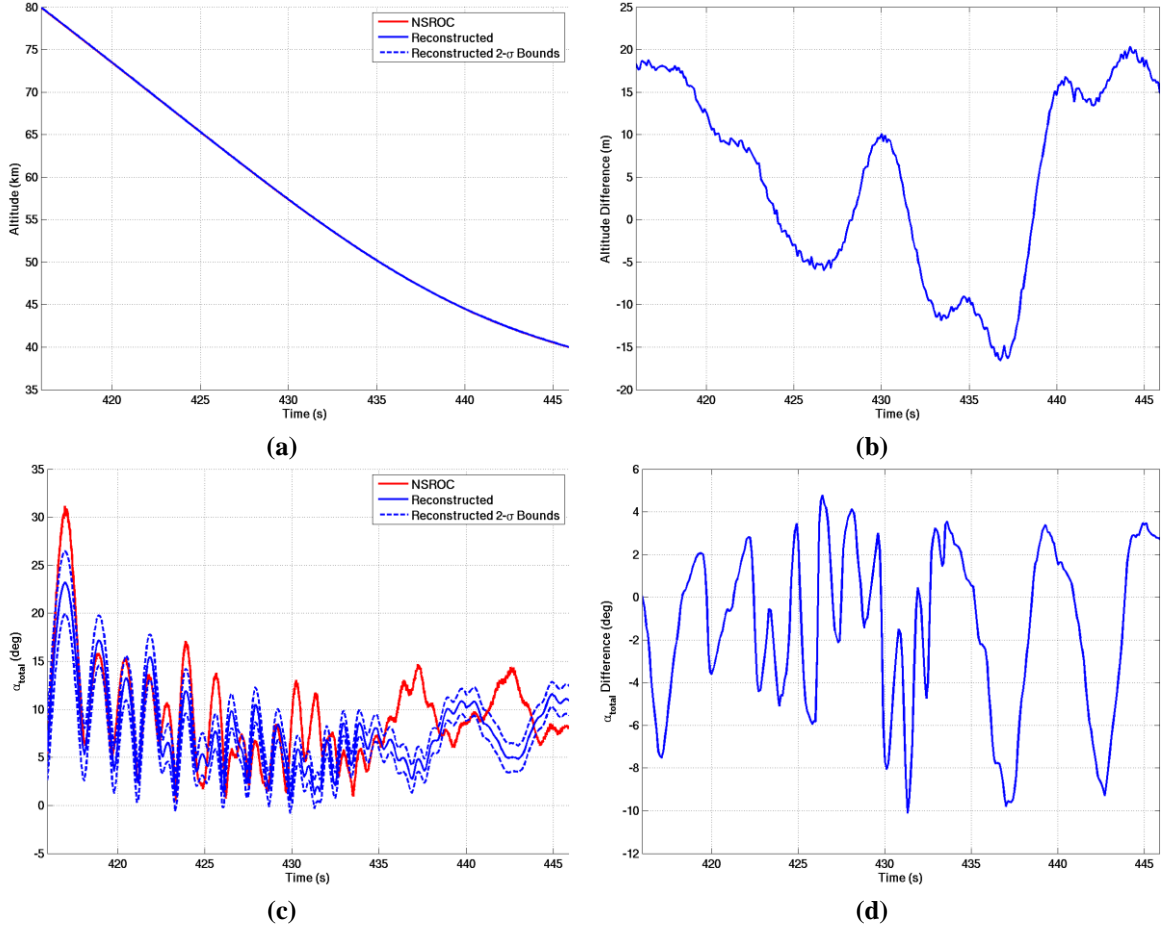 80
75
70
65
60
55
50
45
40
35
Altitude (km)
420 425 430 435 440 445
Time (s)
NSROC
Reconstructed
Reconstructed 2-σ Bounds
(a)
25
20
15
10
5
0
-5
-10
-15
-20
Altitude Difference (m)
420 425 430 435 440 445
Time (s)
(b)
35
30
25
20
15
10
5
0
-5
α_total (deg)
420 425 430 435 440 445
Time (s)
NSROC
Reconstructed
Reconstructed 2-σ Bounds
(c)
6
4
2
0
-2
-4
-6
-8
-10
-12
α_total Difference (deg)
420 425 430 435 440 445
Time (s)
(d)